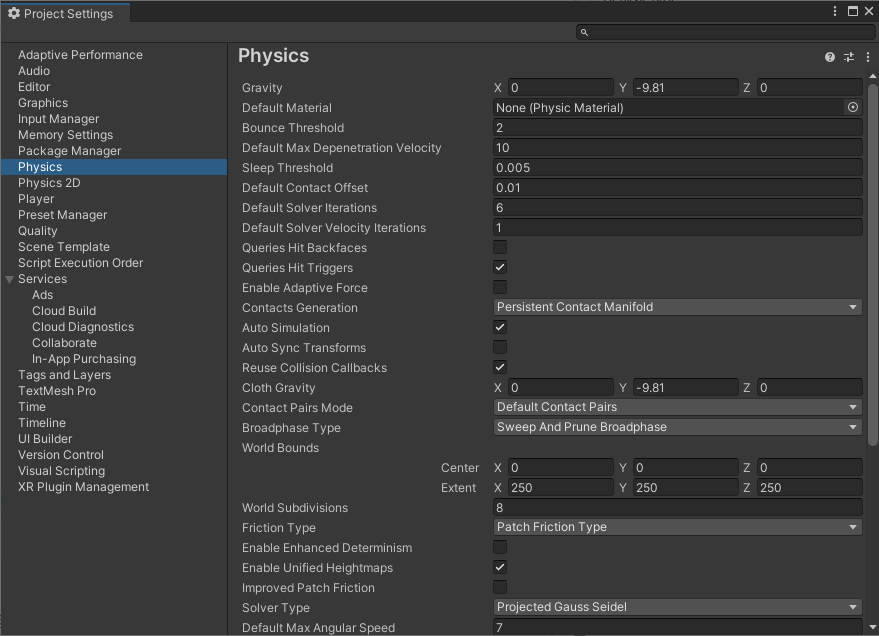 Project Settings
Adaptive Performance
Audio
Editor
Graphics
Input Manager
Memory Settings
Package Manager
Physics
Physics 2D
Player
Preset Manager
Quality
Scene Template
Script Execution Order
Services
Ads
Cloud Build
Cloud Diagnostics
Collaborate
In-App Purchasing
Tags and Layers
TextMesh Pro
Time
Timeline
UI Builder
Version Control
Visual Scripting
XR Plugin Management
Physics
Gravity X 0 Y -9.81 Z 0
Default Material None (Physic Material)
Bounce Threshold 2
Default Max Depenetration Velocity 10
Sleep Threshold 0.005
Default Contact Offset 0.01
Default Solver Iterations 6
Default Solver Velocity Iterations 1
Queries Hit Backfaces
Queries Hit Triggers
Enable Adaptive Force
Contacts Generation Persistent Contact Manifold
Auto Simulation
Auto Sync Transforms
Reuse Collision Callbacks
Cloth Gravity X 0 Y -9.81 Z 0
Contact Pairs Mode Default Contact Pairs
Broadphase Type Sweep And Prune Broadphase
World Bounds
Center X 0 Y 0 Z 0
Extent X 250 Y 250 Z 250
World Subdivisions 8
Friction Type Patch Friction Type
Enable Enhanced Determinism
Enable Unified Heightmaps
Improved Patch Friction
Solver Type Projected Gauss Seidel
Default Max Angular Speed 7